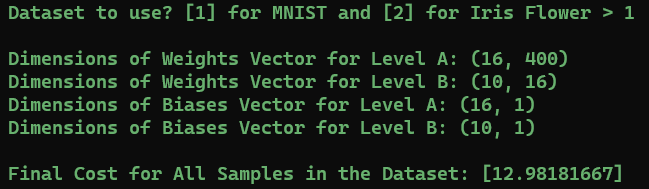 Dataset to use? [1] for MNIST and [2] for Iris Flower > 1
Dimensions of Weights Vector for Level A: (16, 400)
Dimensions of Weights Vector for Level B: (10, 16)
Dimensions of Biases Vector for Level A: (16, 1)
Dimensions of Biases Vector for Level B: (10, 1)
Final Cost for All Samples in the Dataset: [12.98181667]